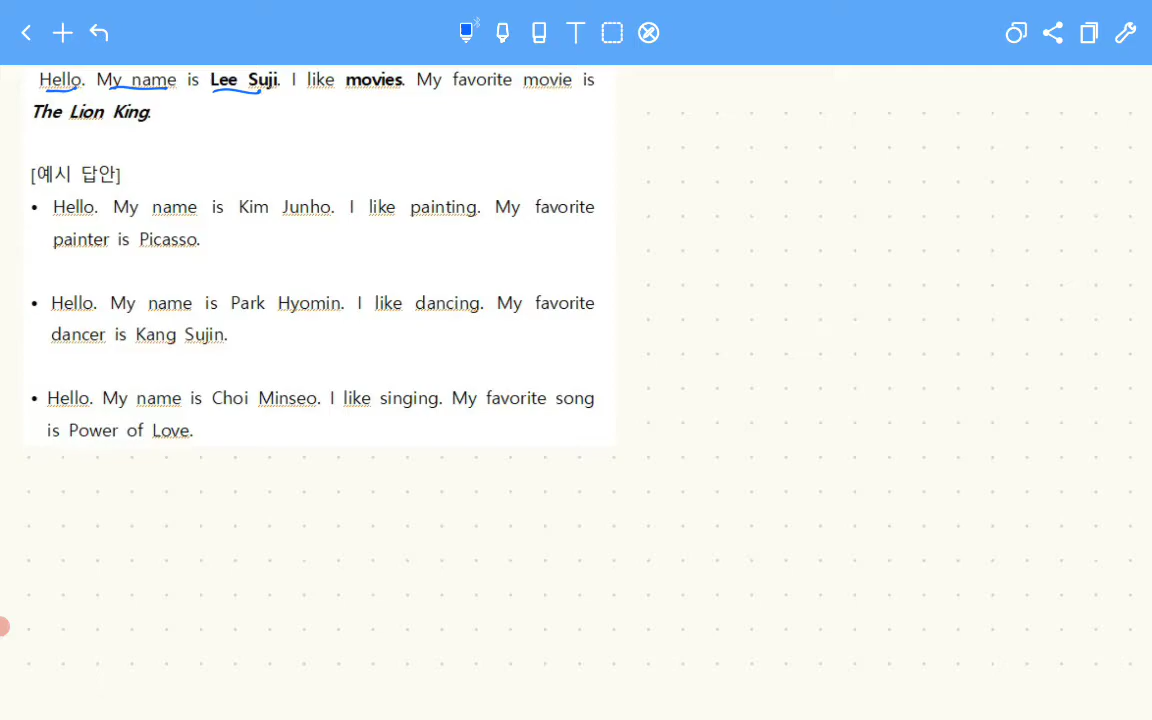 Hello. My name is Lee Suji. I like movies. My favorite movie is
The Lion King.
[예시 답안]
• Hello. My name is Kim Junho. I like painting. My favorite
painter is Picasso.
• Hello. My name is Park Hyomin. I like dancing. My favorite
dancer is Kang Sujin.
• Hello. My name is Choi Minseo. I like singing. My favorite song
is Power of Love.